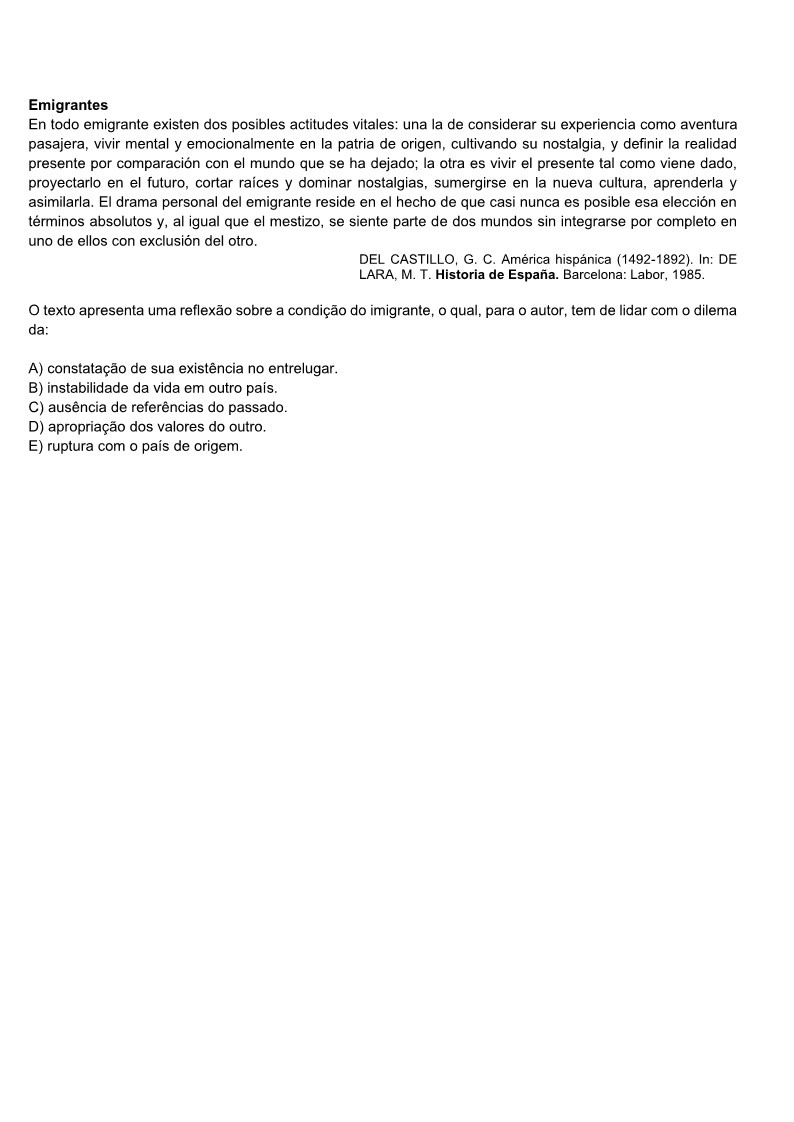 Emigrantes
En todo emigrante existen dos posibles actitudes vitales: una la de considerar su experiencia como aventura
pasajera, vivir mental y emocionalmente en la patria de origen, cultivando su nostalgia, y definir la realidad
presente por comparación con el mundo que se ha dejado; la otra es vivir el presente tal como viene dado,
proyectarlo en el futuro, cortar raíces y dominar nostalgias, sumergirse en la nueva cultura, aprenderla y
asimilarla. El drama personal del emigrante reside en el hecho de que casi nunca es posible esa elección en
términos absolutos y, al igual que el mestizo, se siente parte de dos mundos sin integrarse por completo en
uno de ellos con exclusión del otro.
DEL CASTILLO, G. C. América hispánica (1492-1892). In: DE
LARA, M. T. Historia de España. Barcelona: Labor, 1985.
O texto apresenta uma reflexão sobre a condição do imigrante, o qual, para o autor, tem de lidar com o dilema
da:
A) constatação de sua existência no entrelugar.
B) instabilidade da vida em outro país.
C) ausência de referências do passado.
D) apropriação dos valores do outro.
E) ruptura com o país de origem.